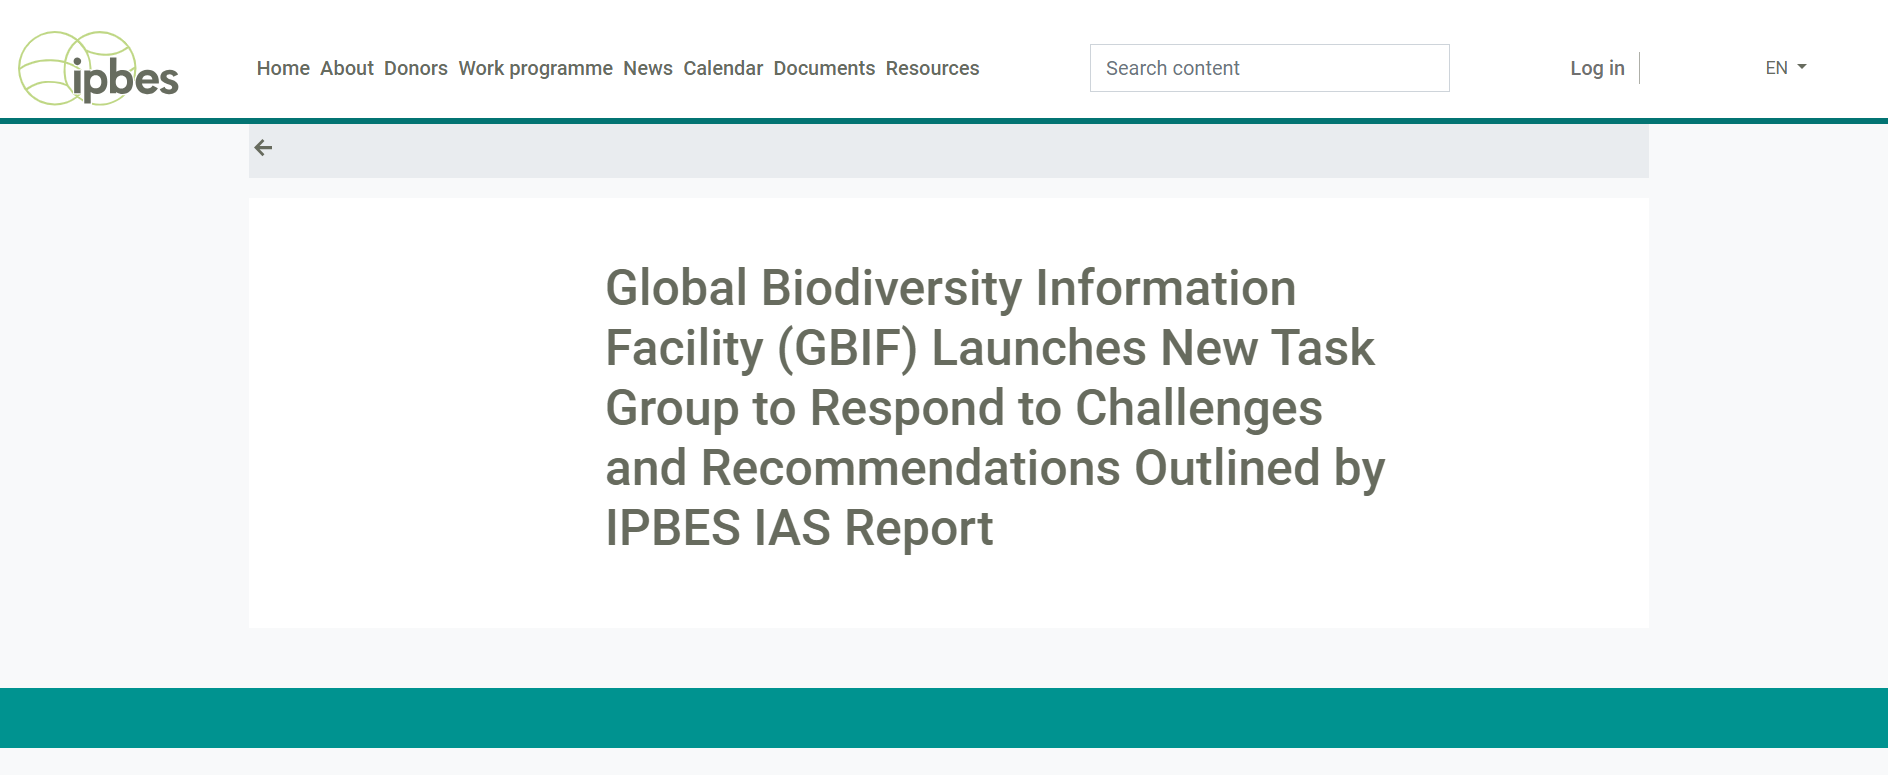 ipbes
Home About Donors Work programme News Calendar Documents Resources
Search content
Log in
EN
Global Biodiversity Information
Facility (GBIF) Launches New Task
Group to Respond to Challenges
and Recommendations Outlined by
IPBES IAS Report